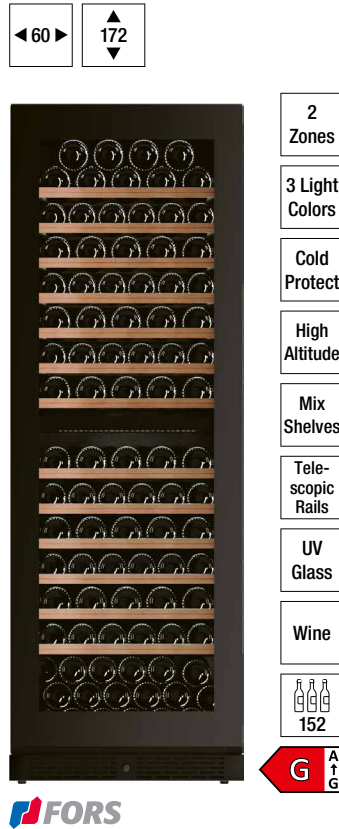 ◄ 60 ►
▲
172
▼
2
Zones
3 Light
Colors
Cold
Protect
High
Altitude
Mix
Shelves
Tele-
scopic
Rails
UV
Glass
Wine
152
G
A
↑
G
FORS